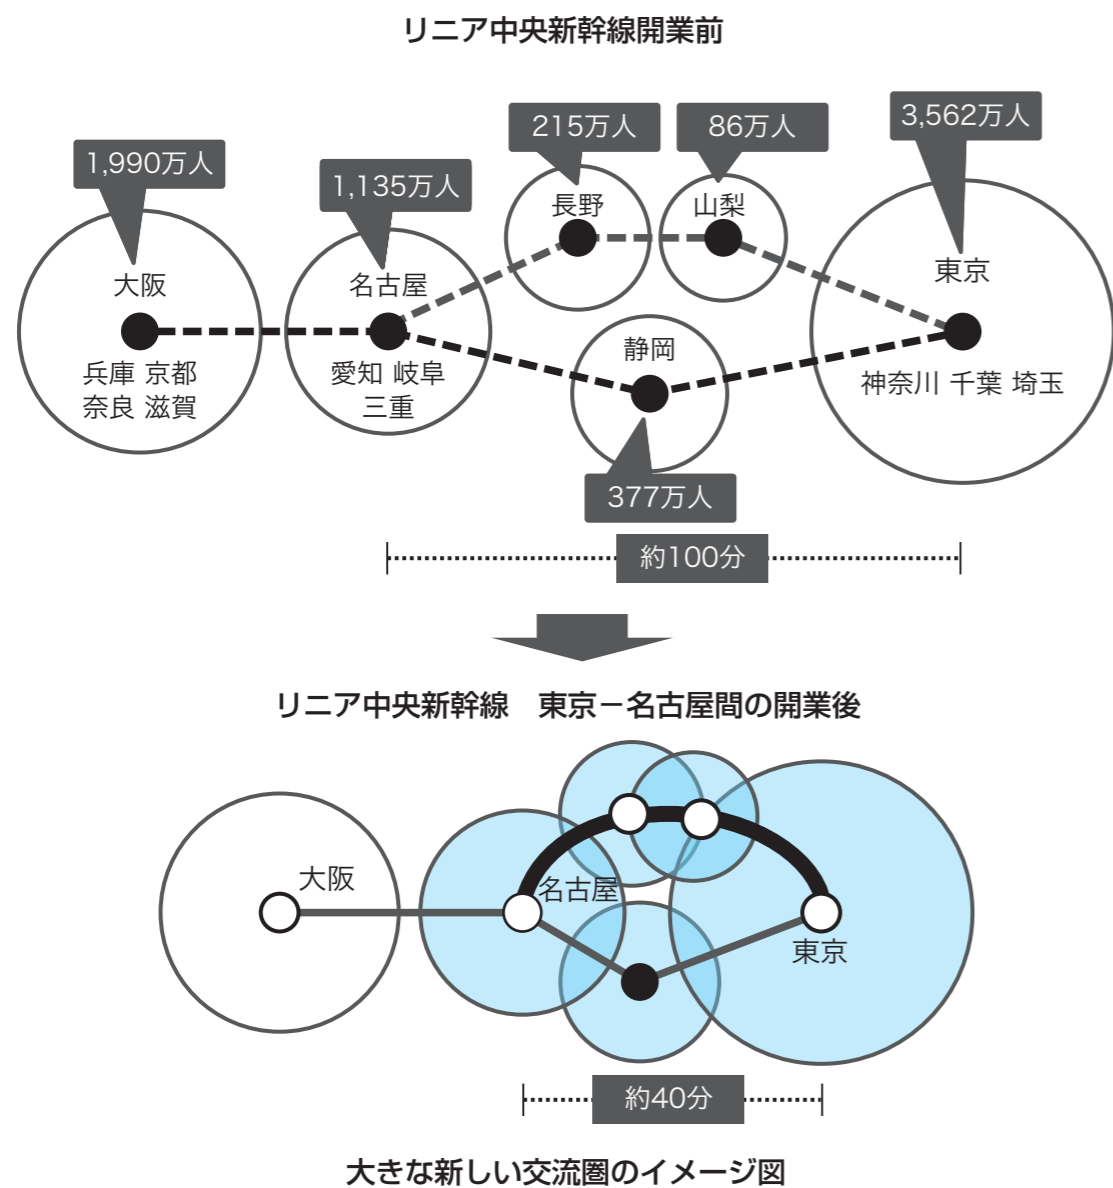 リニア中央新幹線開業前
215万人
86万人
3,562万人
1,990万人
1,135万人
長野
山梨
大阪
名古屋
東京
静岡
兵庫 京都
奈良 滋賀
愛知 岐阜
三重
神奈川 千葉 埼玉
377万人
約100分
リニア中央新幹線　東京－名古屋間の開業後
大阪
名古屋
東京
約40分
大きな新しい交流圏のイメージ図